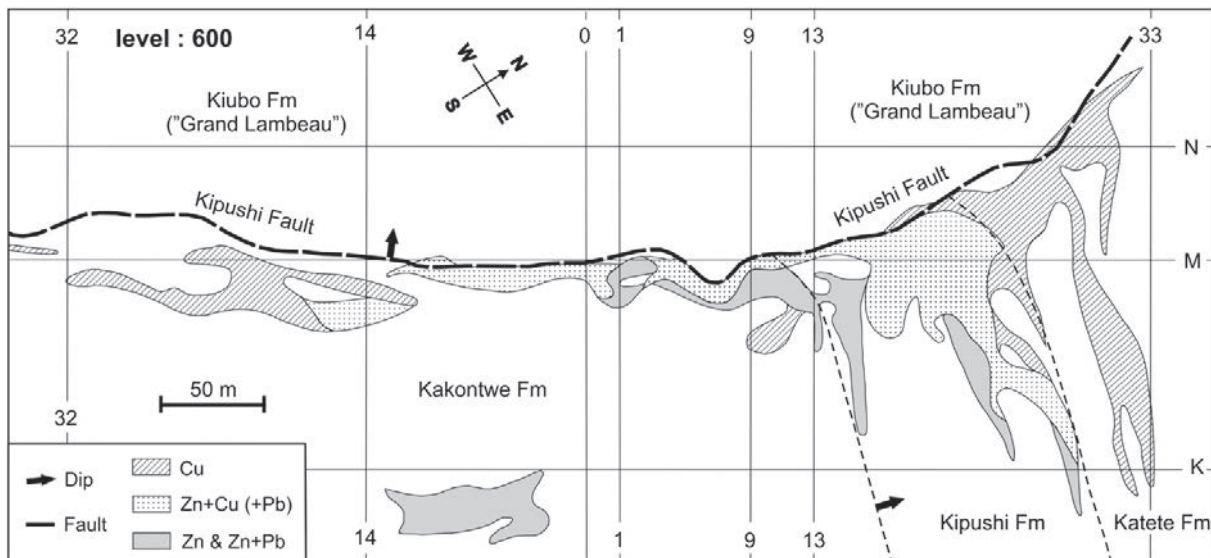 32 14 0 1 9 13 33
level : 600
W N
S E
Kiubo Fm
("Grand Lambeau")
Kiubo Fm
("Grand Lambeau")
N
Kipushi Fault
Kipushi Fault
M
50 m
Kakontwe Fm
32
K
Dip
Fault
Cu
Zn+Cu (+Pb)
Zn & Zn+Pb
Kipushi Fm
Katete Fm
14 1 9 13